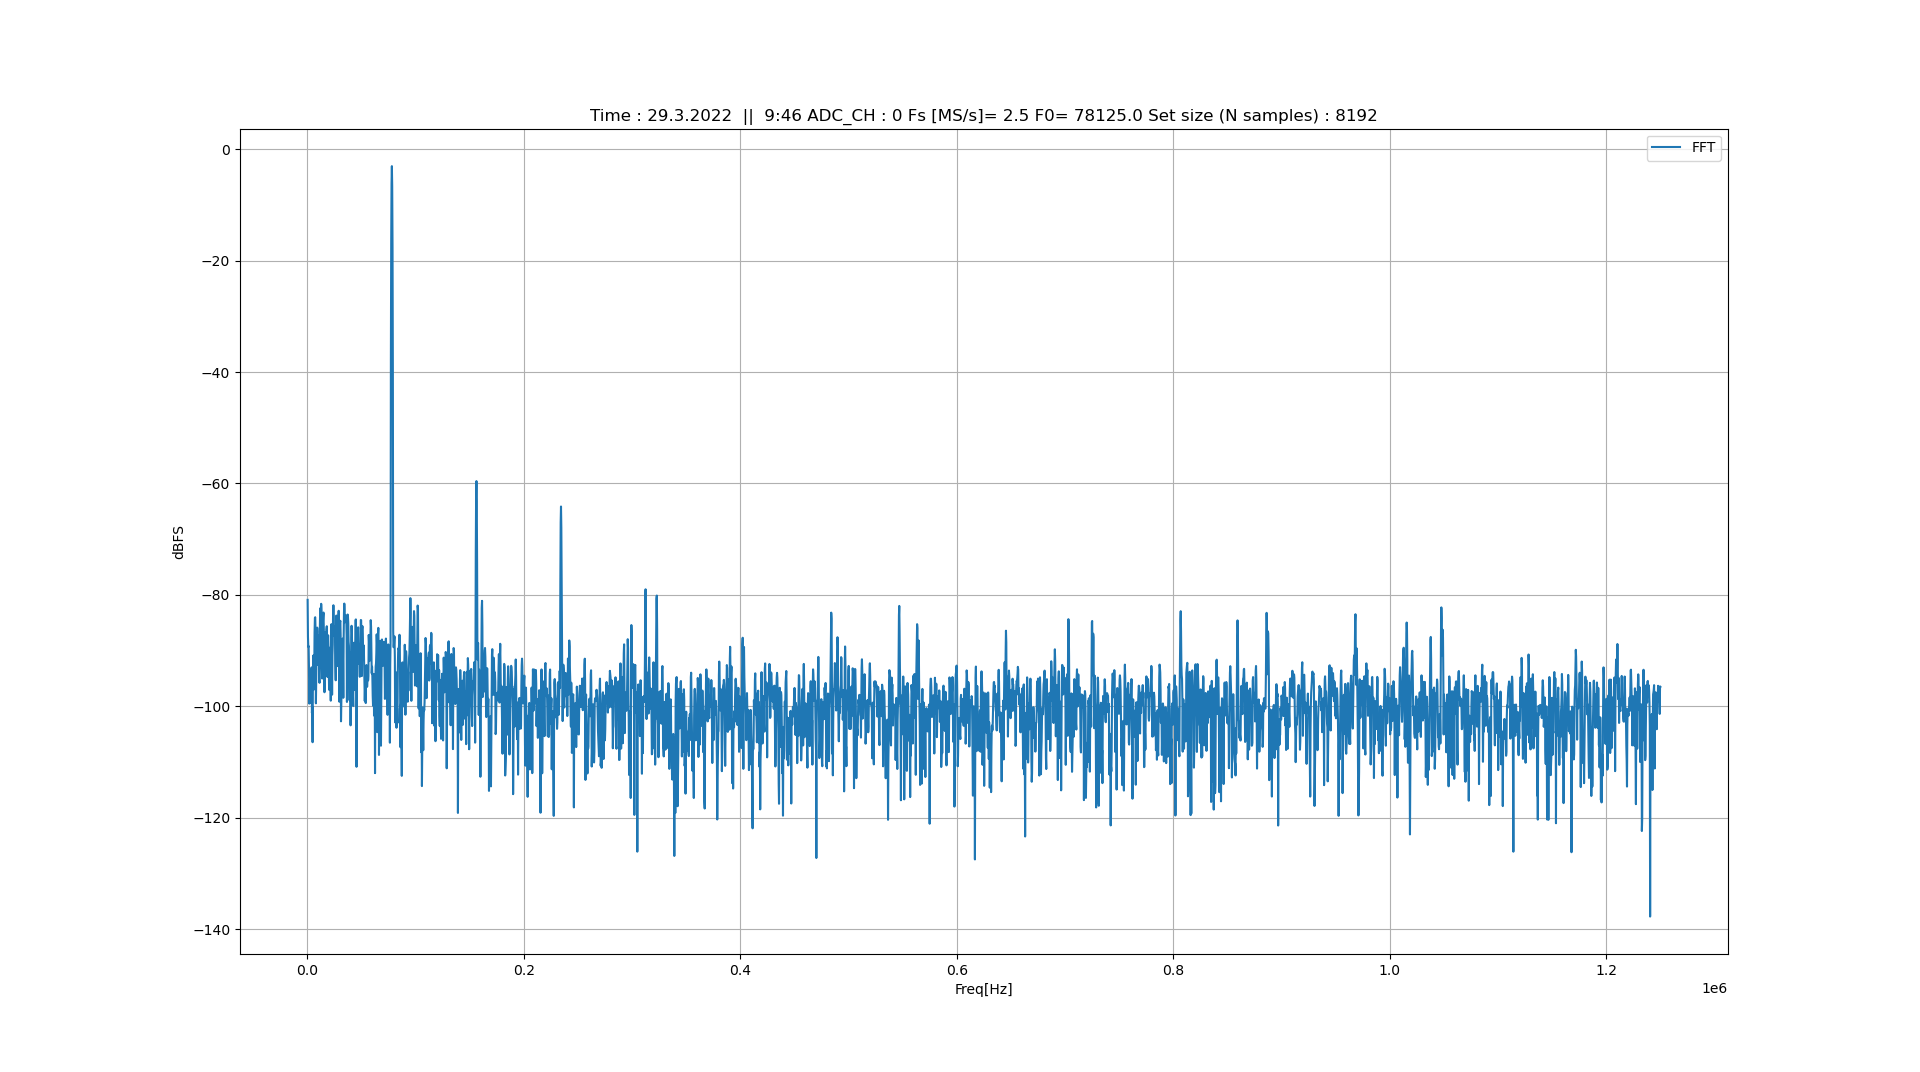 Time : 29.3.2022  ||  9:46 ADC_CH : 0 Fs [MS/s]= 2.5 F0= 78125.0 Set size (N samples) : 8192
FFT
0
−20
−40
−60
−80
−100
−120
−140
dBFS
0.0 0.2 0.4 0.6 0.8 1.0 1.2
Freq[Hz]
1e6